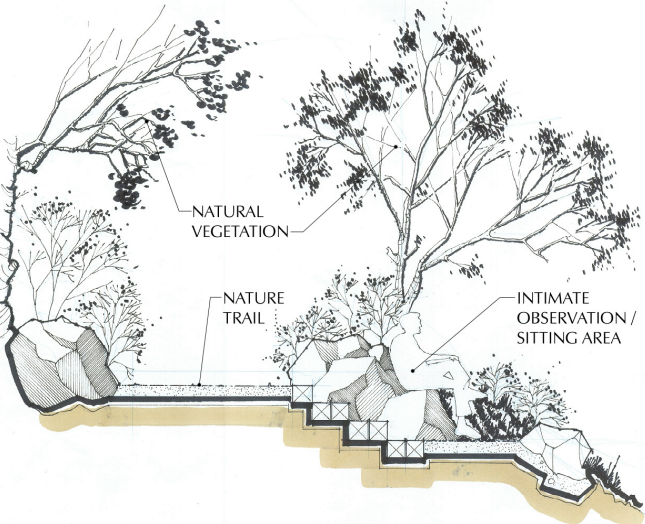 NATURAL
VEGETATION
NATURE
TRAIL
INTIMATE
OBSERVATION /
SITTING AREA